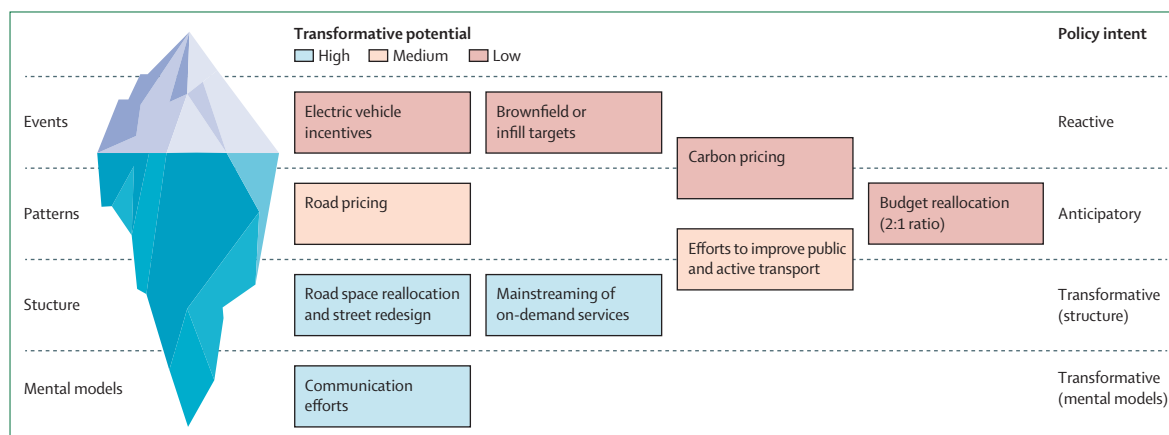 Transformative potential
High Medium Low
Policy intent
Events
Electric vehicle
incentives
Brownfield or
infill targets
Carbon pricing
Reactive
Patterns
Road pricing
Efforts to improve public
and active transport
Budget reallocation
(2:1 ratio)
Anticipatory
Stucture
Road space reallocation
and street redesign
Mainstreaming of
on-demand services
Transformative
(structure)
Mental models
Communication
efforts
Transformative
(mental models)